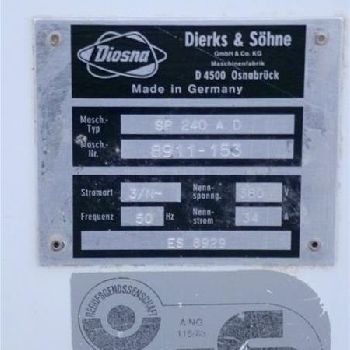 Diosna
Dierks & Söhne
GmbH & Co. KG
Maschinenfabrik
D 4500 Osnabrück
Made in Germany
Masch.-
Typ SP 240 A D
Masch.-
Nr. 8911-153
Stromart 3/N~ Nenn-
spanng. 380 V
Frequenz 50 Hz Nenn-
strom 34 A
ES 8929